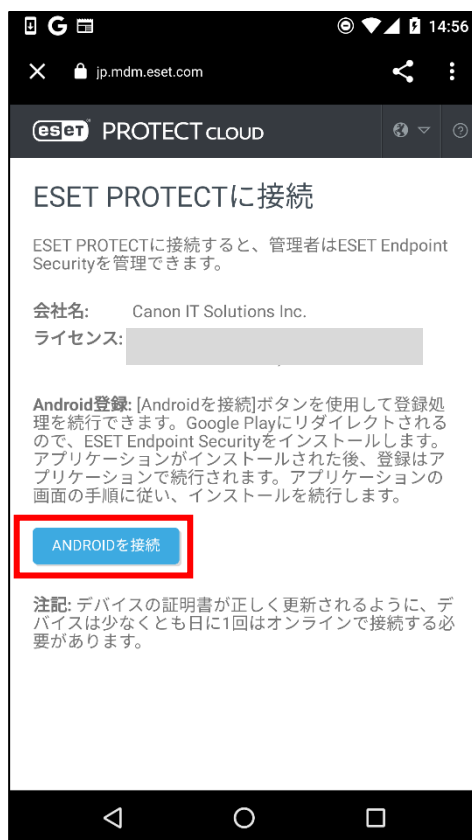 14:56
jp.mdm.eset.com
eset PROTECT CLOUD
ESET PROTECTに接続
ESET PROTECTに接続すると、管理者はESET Endpoint
Securityを管理できます。
会社名: Canon IT Solutions Inc.
ライセンス:
Android登録: [Androidを接続]ボタンを使用して登録処
理を続行できます。Google Playにリダイレクトされる
ので、ESET Endpoint Securityをインストールします。
アプリケーションがインストールされた後、登録はア
プリケーションで続行されます。アプリケーションの
画面の手順に従い、インストールを続行します。
ANDROIDを接続
注記: デバイスの証明書が正しく更新されるように、デ
バイスは少なくとも日に1回はオンラインで接続する必
要があります。